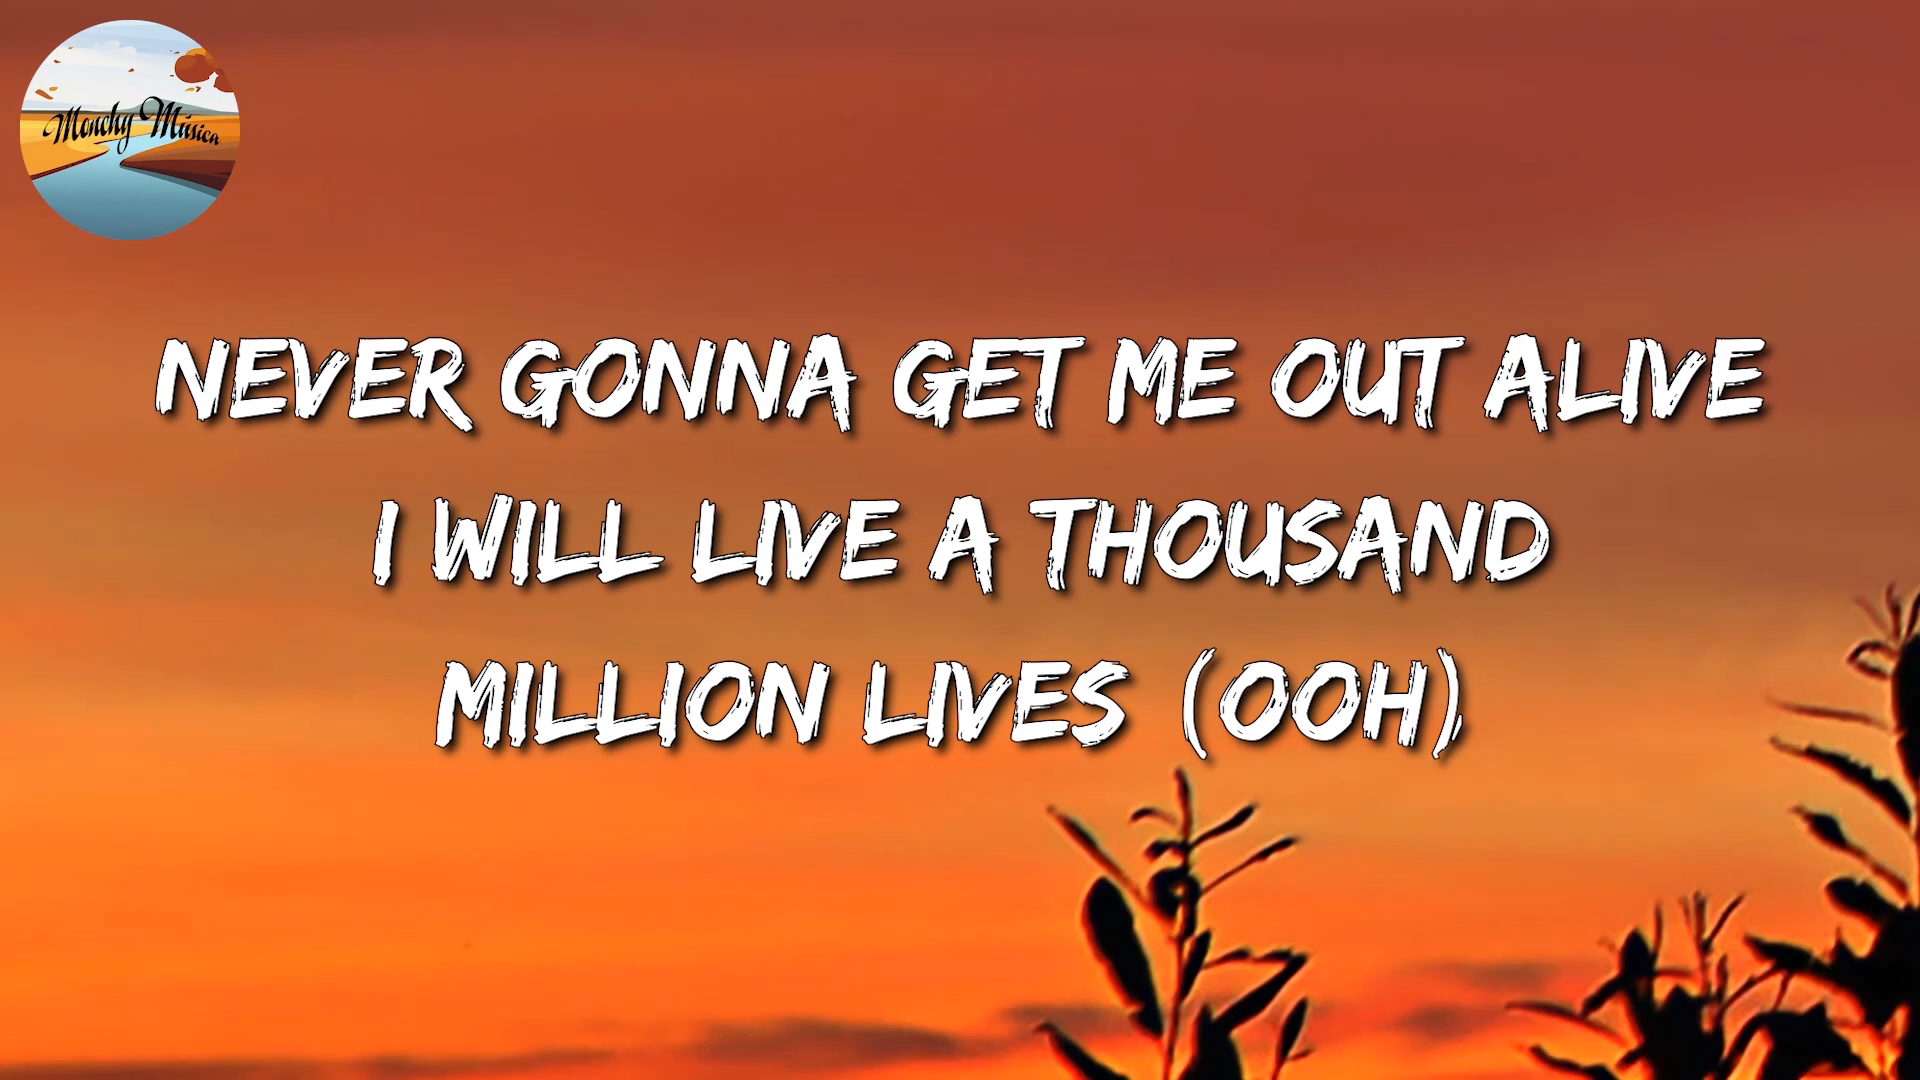 Monchy Música
NEVER GONNA GET ME OUT ALIVE
I WILL LIVE A THOUSAND
MILLION LIVES (OOH)